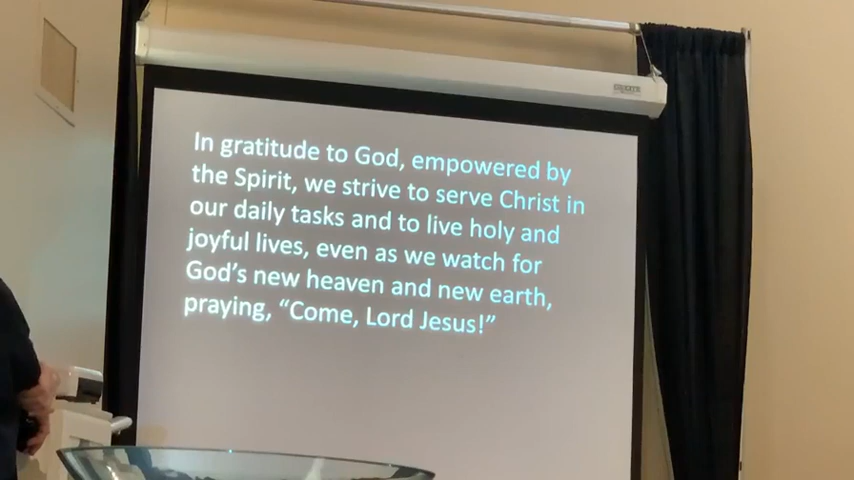 In gratitude to God, empowered by
the Spirit, we strive to serve Christ in
our daily tasks and to live holy and
joyful lives, even as we watch for
God's new heaven and new earth,
praying, “Come, Lord Jesus!”